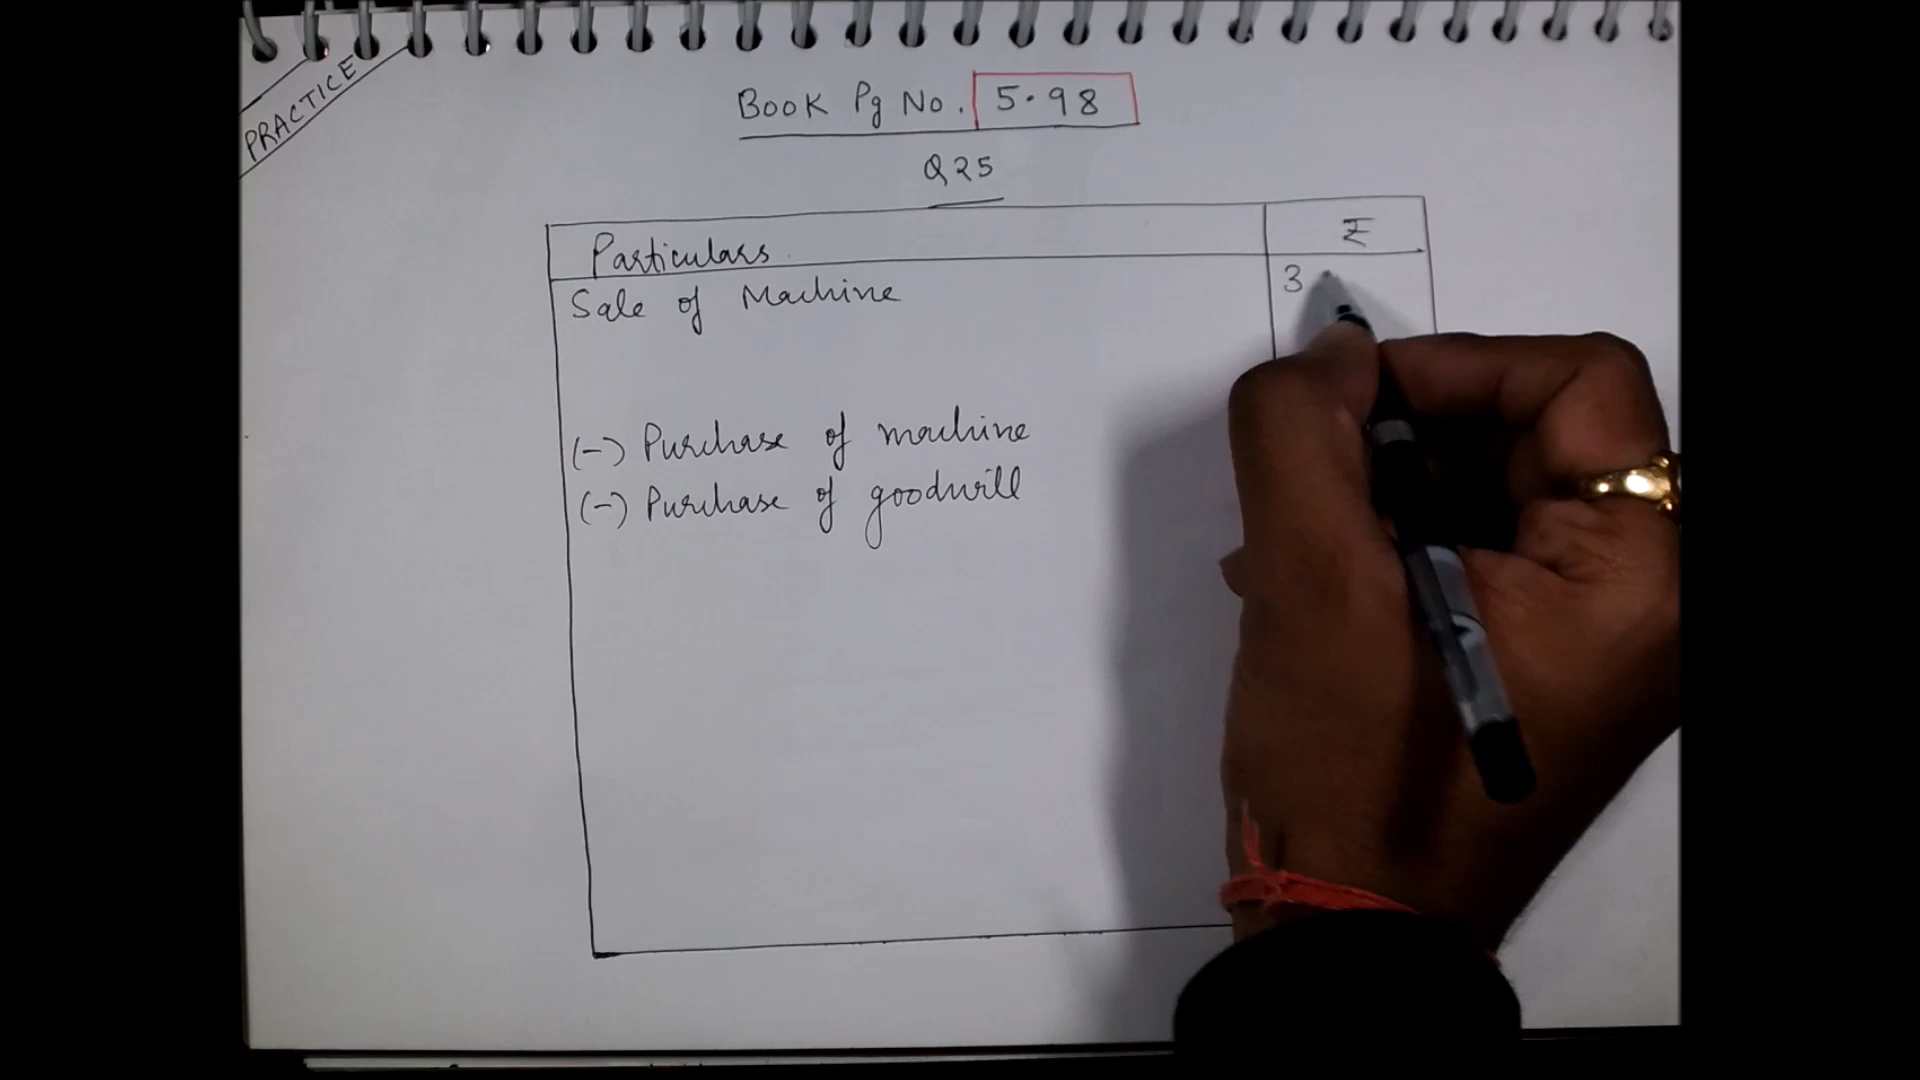 PRACTICE
Book Pg No. 5.98
Q25
Particulars ₹
Sale of Machine 3
(-) Purchase of machine
(-) Purchase of goodwill